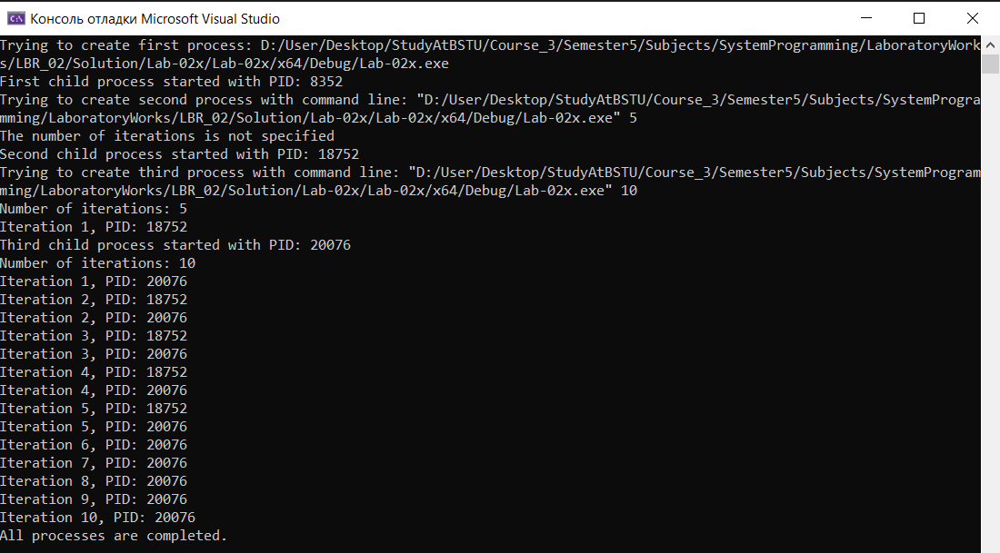 Консоль отладки Microsoft Visual Studio
Trying to create first process: D:/User/Desktop/StudyAtBSTU/Course_3/Semester5/Subjects/SystemProgramming/LaboratoryWork
s/LBR_02/Solution/Lab-02x/Lab-02x/x64/Debug/Lab-02x.exe
First child process started with PID: 8352
Trying to create second process with command line: "D:/User/Desktop/StudyAtBSTU/Course_3/Semester5/Subjects/SystemProgra
mming/LaboratoryWorks/LBR_02/Solution/Lab-02x/Lab-02x/x64/Debug/Lab-02x.exe" 5
The number of iterations is not specified
Second child process started with PID: 18752
Trying to create third process with command line: "D:/User/Desktop/StudyAtBSTU/Course_3/Semester5/Subjects/SystemProgram
ming/LaboratoryWorks/LBR_02/Solution/Lab-02x/Lab-02x/x64/Debug/Lab-02x.exe" 10
Number of iterations: 5
Iteration 1, PID: 18752
Third child process started with PID: 20076
Number of iterations: 10
Iteration 1, PID: 20076
Iteration 2, PID: 18752
Iteration 2, PID: 20076
Iteration 3, PID: 18752
Iteration 3, PID: 20076
Iteration 4, PID: 18752
Iteration 4, PID: 20076
Iteration 5, PID: 18752
Iteration 5, PID: 20076
Iteration 6, PID: 20076
Iteration 7, PID: 20076
Iteration 8, PID: 20076
Iteration 9, PID: 20076
Iteration 10, PID: 20076
All processes are completed.